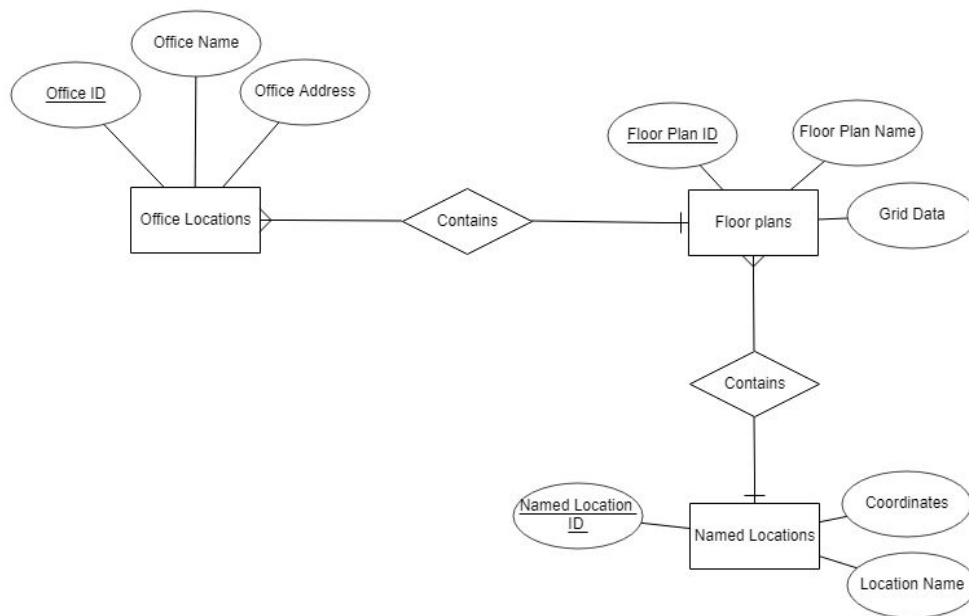 Office Name
Office ID
Office Address
Floor Plan ID
Floor Plan Name
Office Locations
Contains
Floor plans
Grid Data
Contains
Named Location
ID
Coordinates
Named Locations
Location Name